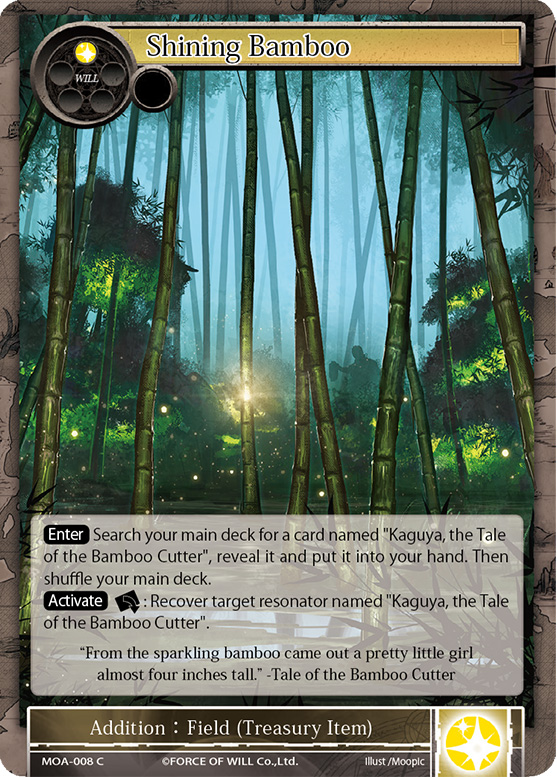 Shining Bamboo
WILL
Enter Search your main deck for a card named "Kaguya, the Tale
of the Bamboo Cutter", reveal it and put it into your hand. Then
shuffle your main deck.
Activate : Recover target resonator named "Kaguya, the Tale
of the Bamboo Cutter".
“From the sparkling bamboo came out a pretty little girl
almost four inches tall.” -Tale of the Bamboo Cutter
Addition : Field (Treasury Item)
MOA-008 C ©FORCE OF WILL Co.,Ltd. Illust /Moopic